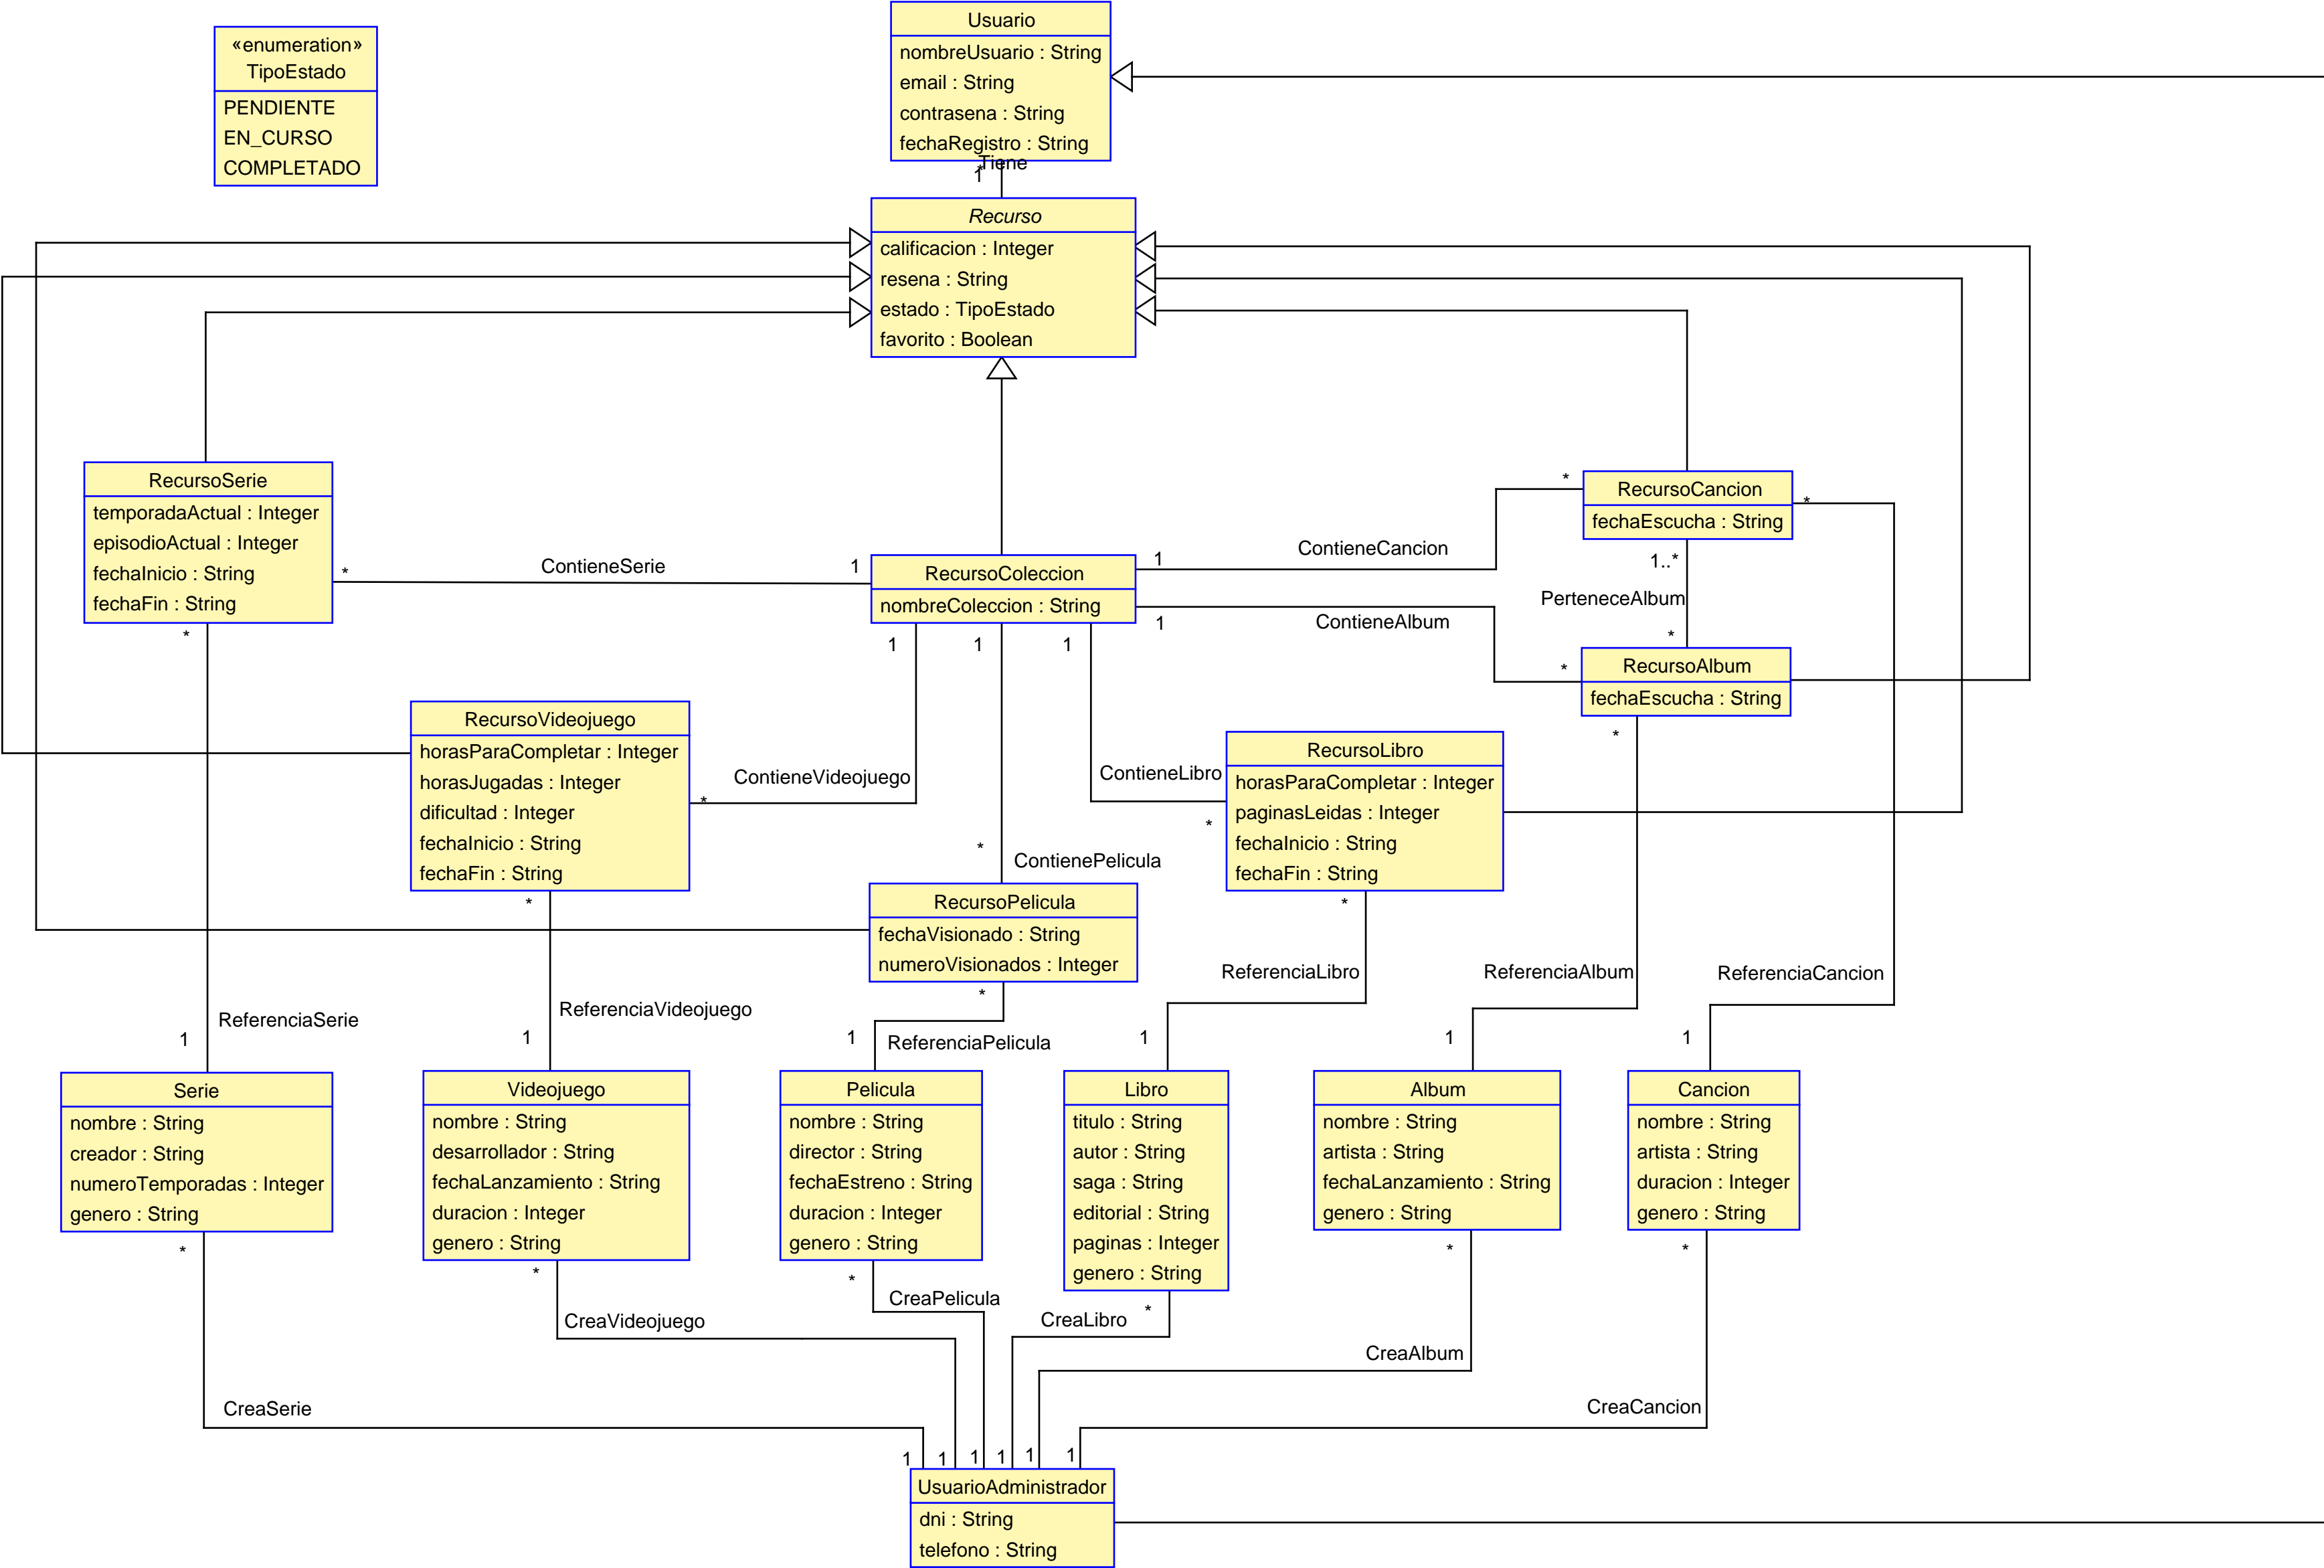 «enumeration»
TipoEstado
PENDIENTE
EN_CURSO
COMPLETADO
Usuario
nombreUsuario : String
email : String
contrasena : String
fechaRegistro : String
Tiene
*
1
Recurso
calificacion : Integer
resena : String
estado : TipoEstado
favorito : Boolean
RecursoSerie
temporadaActual : Integer
episodioActual : Integer
fechaInicio : String
fechaFin : String
*
ContieneSerie
1
*
RecursoColeccion
nombreColeccion : String
1
ContieneCancion
*
1
ContieneAlbum
*
1
1
1
RecursoCancion
fechaEscucha : String
*
1..*
PerteneceAlbum
*
RecursoAlbum
fechaEscucha : String
*
RecursoVideojuego
horasParaCompletar : Integer
horasJugadas : Integer
dificultad : Integer
fechaInicio : String
fechaFin : String
*
ContieneVideojuego
*
ContieneLibro
*
RecursoLibro
horasParaCompletar : Integer
paginasLeidas : Integer
fechaInicio : String
fechaFin : String
*
*
ContienePelicula
RecursoPelicula
fechaVisionado : String
numeroVisionados : Integer
*
ReferenciaSerie
1
ReferenciaVideojuego
1
ReferenciaPelicula
1
ReferenciaLibro
1
ReferenciaAlbum
1
ReferenciaCancion
1
Serie
nombre : String
creador : String
numeroTemporadas : Integer
genero : String
*
Videojuego
nombre : String
desarrollador : String
fechaLanzamiento : String
duracion : Integer
genero : String
*
Pelicula
nombre : String
director : String
fechaEstreno : String
duracion : Integer
genero : String
*
Libro
titulo : String
autor : String
saga : String
editorial : String
paginas : Integer
genero : String
*
Album
nombre : String
artista : String
fechaLanzamiento : String
genero : String
*
Cancion
nombre : String
artista : String
duracion : Integer
genero : String
*
CreaSerie
CreaVideojuego
CreaPelicula
CreaLibro
CreaAlbum
CreaCancion
1
1
1
1
1
1
UsuarioAdministrador
dni : String
telefono : String